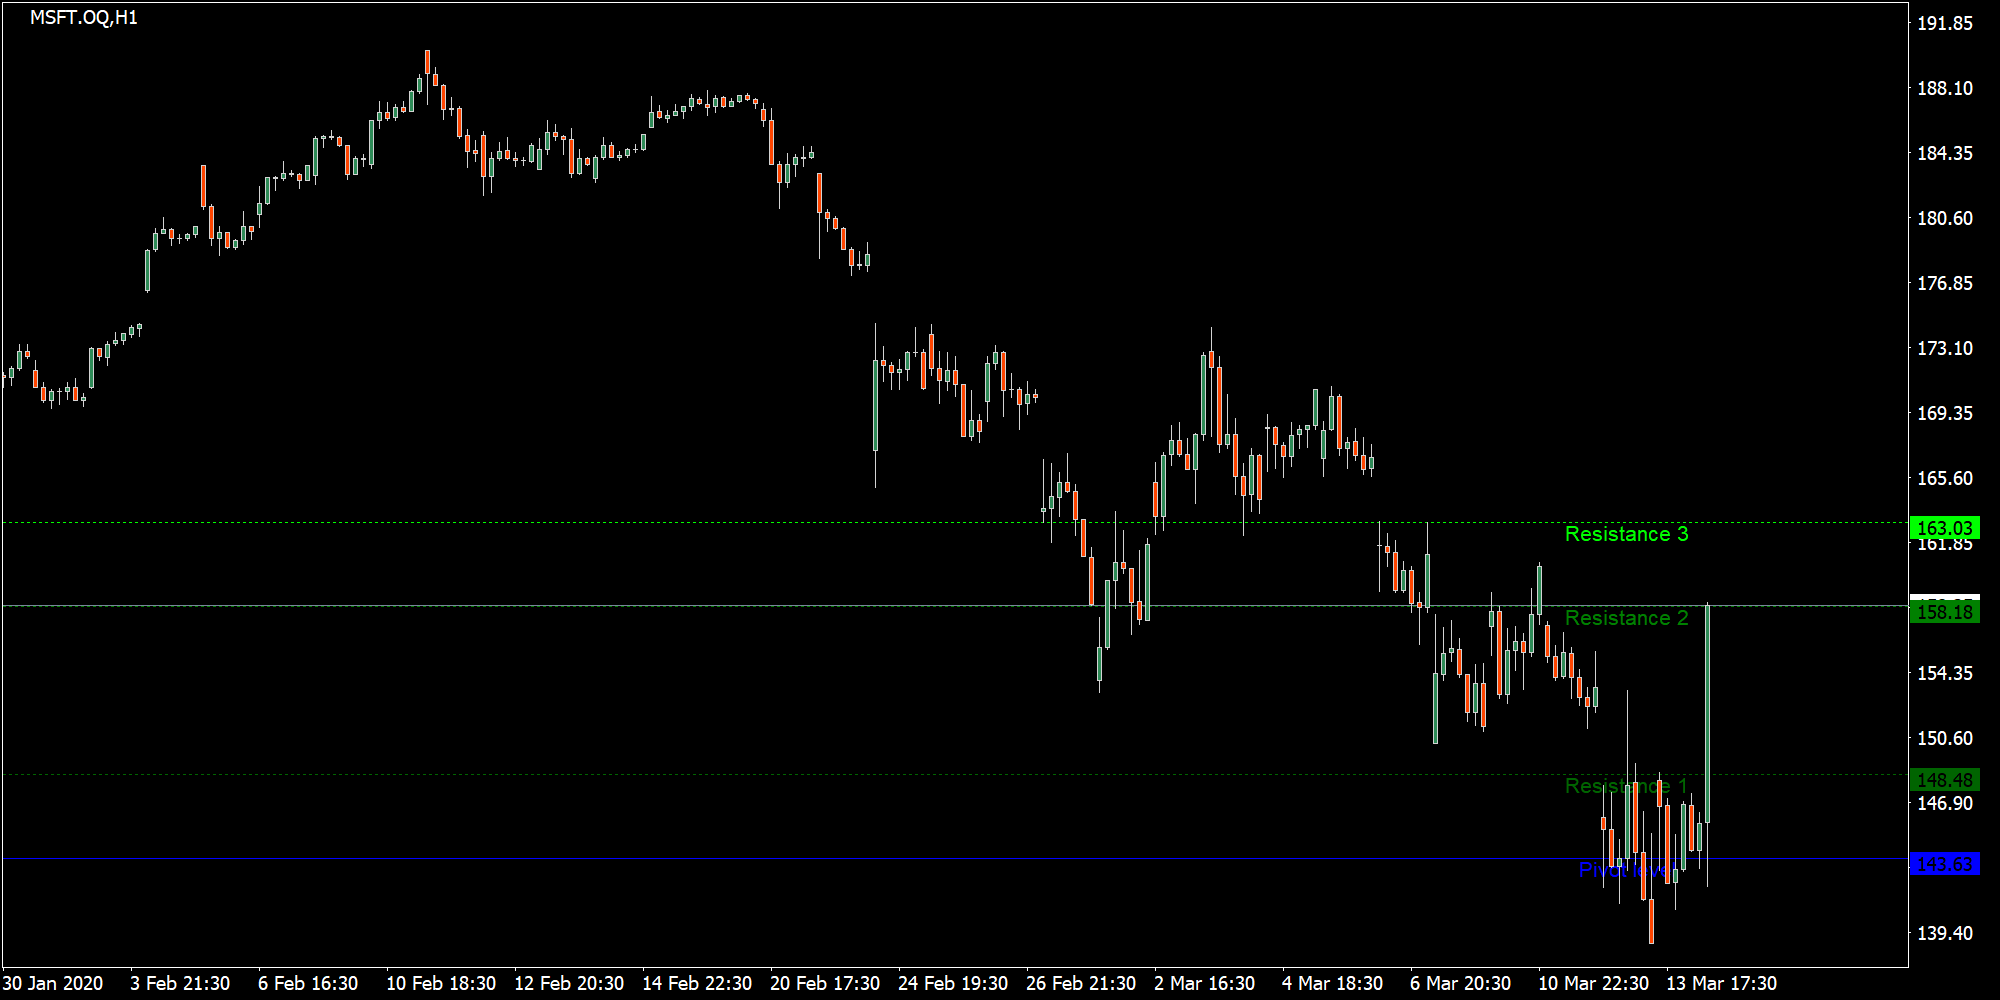 MSFT.OQ,H1
191.85
188.10
184.35
180.60
176.85
173.10
169.35
165.60
Resistance 3
163.03
161.85
158.18
Resistance 2
154.35
150.60
148.48
Resistance 1
146.90
143.63
Pivot level
139.40
30 Jan 2020
3 Feb 21:30
6 Feb 16:30
10 Feb 18:30
12 Feb 20:30
14 Feb 22:30
20 Feb 17:30
24 Feb 19:30
26 Feb 21:30
2 Mar 16:30
4 Mar 18:30
6 Mar 20:30
10 Mar 22:30
13 Mar 17:30